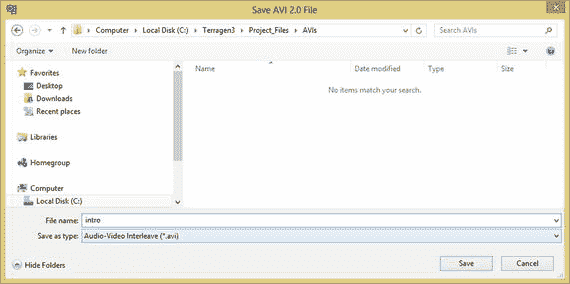 Save AVI 2.0 File
Computer Local Disk (C:) Terragen3 Project_Files AVIs
Search AVIs
Organize New folder
Name Date modified Type Size
No items match your search.
Favorites
Desktop
Downloads
Recent places
Libraries
Homegroup
Computer
Local Disk (C:)
File name: intro
Save as type: Audio-Video Interleave (*.avi)
Hide Folders
Save Cancel